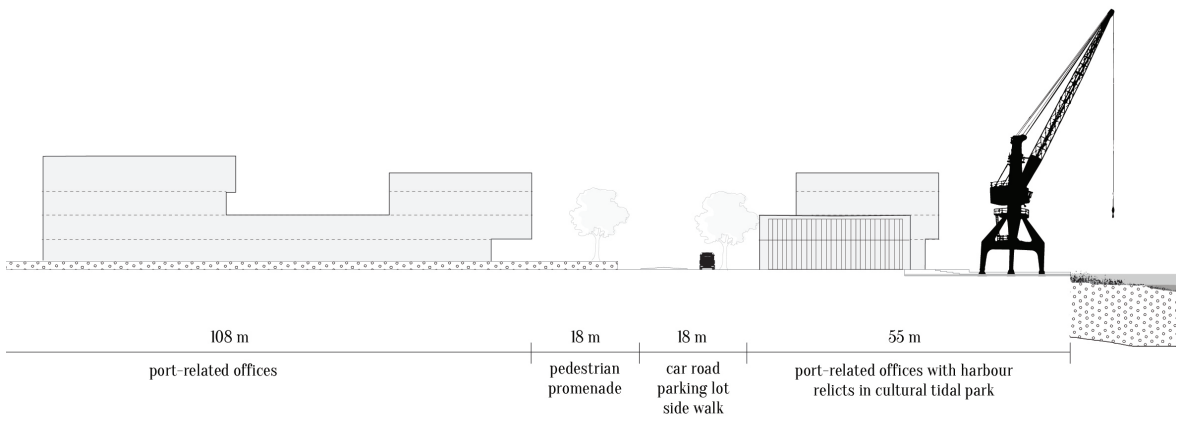 108 m
18 m
18 m
55 m
port-related offices
pedestrian
promenade
car road
parking lot
side walk
port-related offices with harbour
relicts in cultural tidal park